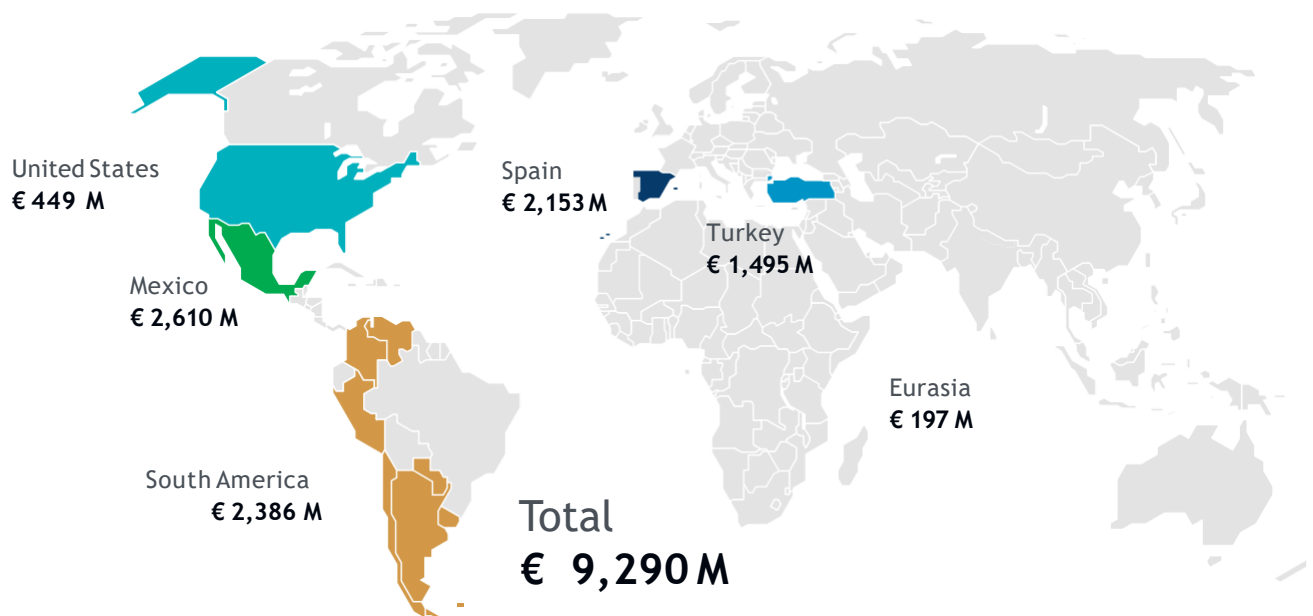 United States
€ 449 M
Spain
€ 2,153 M
Turkey
€ 1,495 M
Mexico
€ 2,610 M
Eurasia
€ 197 M
South America
€ 2,386 M
Total
€ 9,290 M